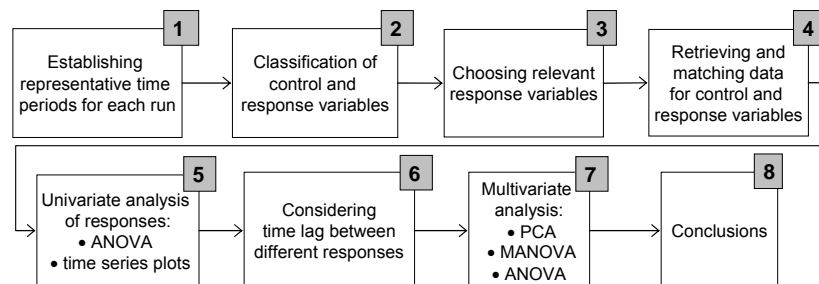 1
Establishing
representative time
periods for each run
2
Classification of
control and
response variables
3
Choosing relevant
response variables
4
Retrieving and
matching data
for control and
response variables
5
Univariate analysis
of responses:
• ANOVA
• time series plots
6
Considering
time lag between
different responses
7
Multivariate
analysis:
• PCA
• MANOVA
• ANOVA
8
Conclusions